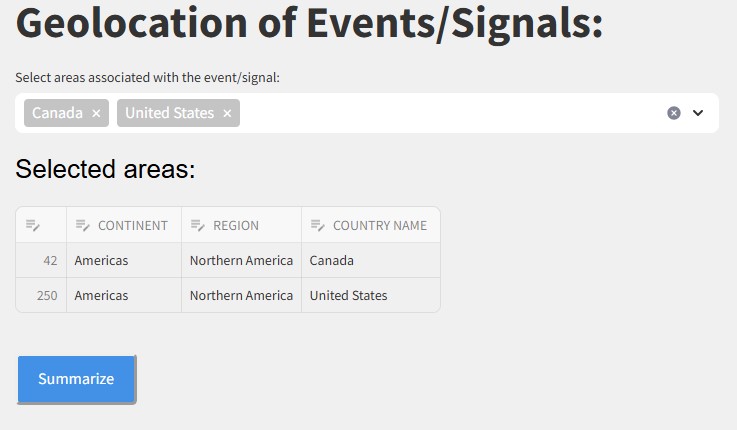 Geolocation of Events/Signals:
Select areas associated with the event/signal:
Canada × United States ×
Selected areas:
CONTINENT REGION COUNTRY NAME
42 Americas Northern America Canada
250 Americas Northern America United States
Summarize